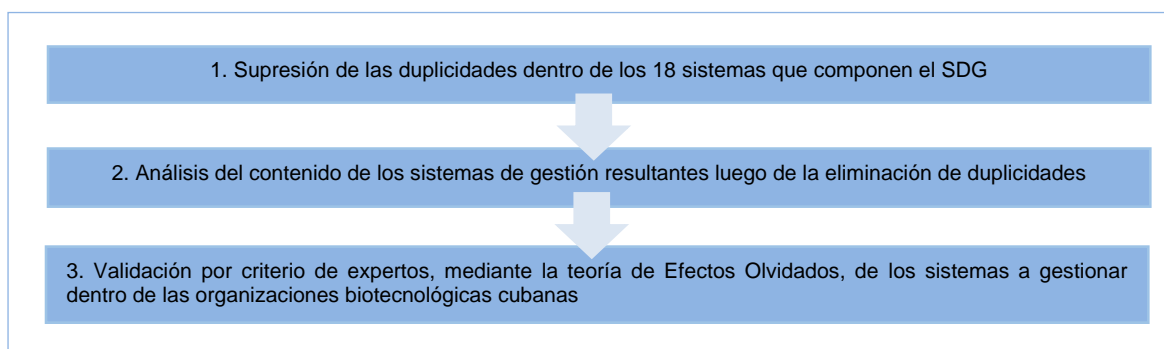 1. Supresión de las duplicidades dentro de los 18 sistemas que componen el SDG
2. Análisis del contenido de los sistemas de gestión resultantes luego de la eliminación de duplicidades
3. Validación por criterio de expertos, mediante la teoría de Efectos Olvidados, de los sistemas a gestionar
dentro de las organizaciones biotecnológicas cubanas